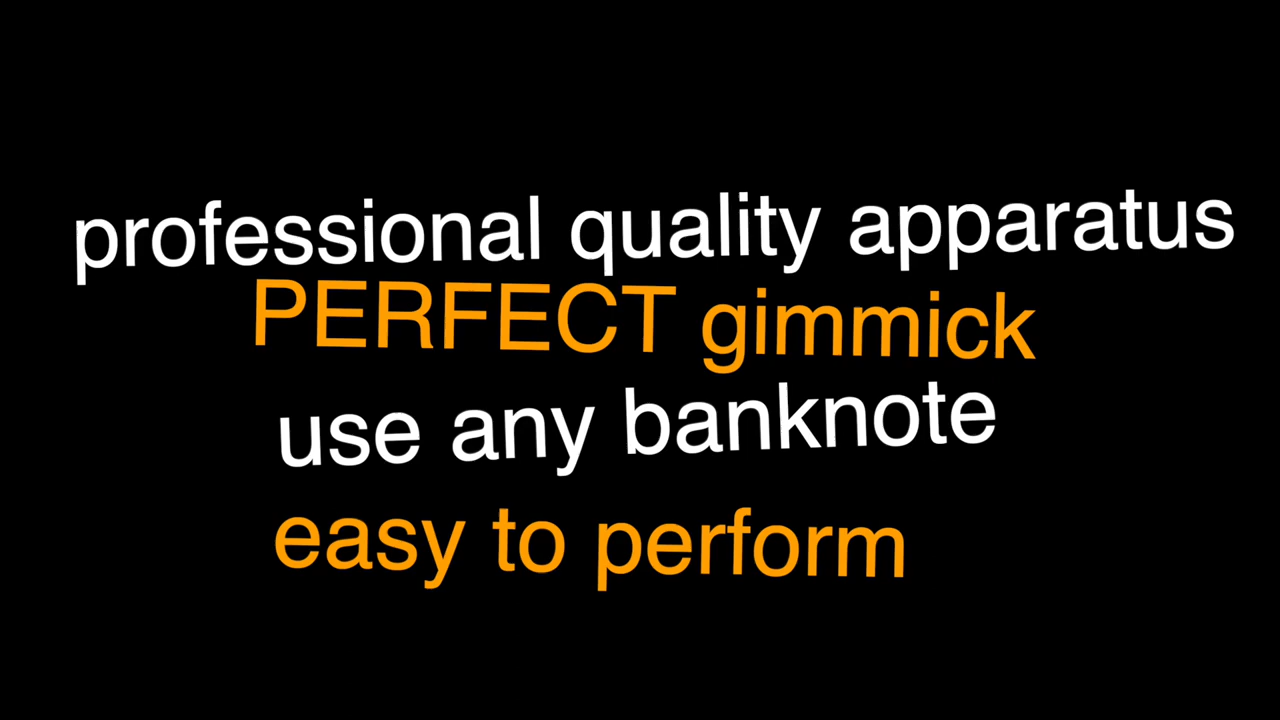 professional quality apparatus
PERFECT gimmick
use any banknote
easy to perform